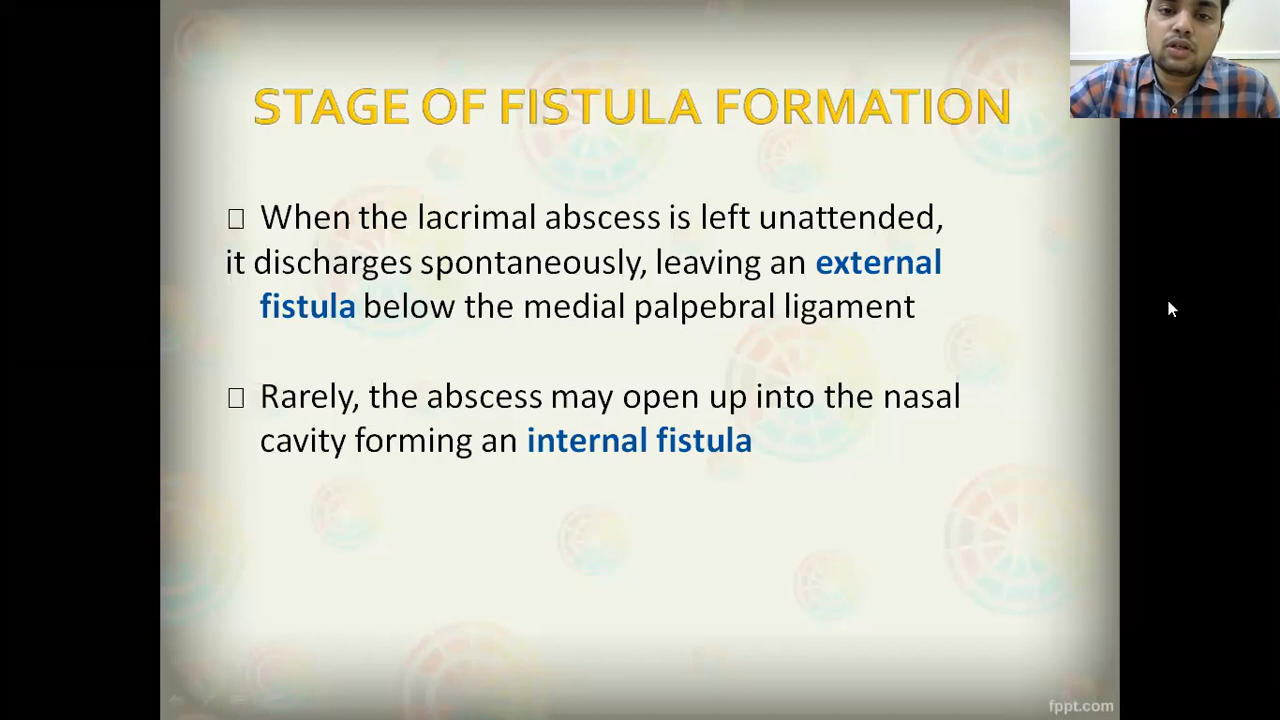 STAGE OF FISTULA FORMATION
□ When the lacrimal abscess is left unattended,
it discharges spontaneously, leaving an external
fistula below the medial palpebral ligament
□ Rarely, the abscess may open up into the nasal
cavity forming an internal fistula
fppt.com